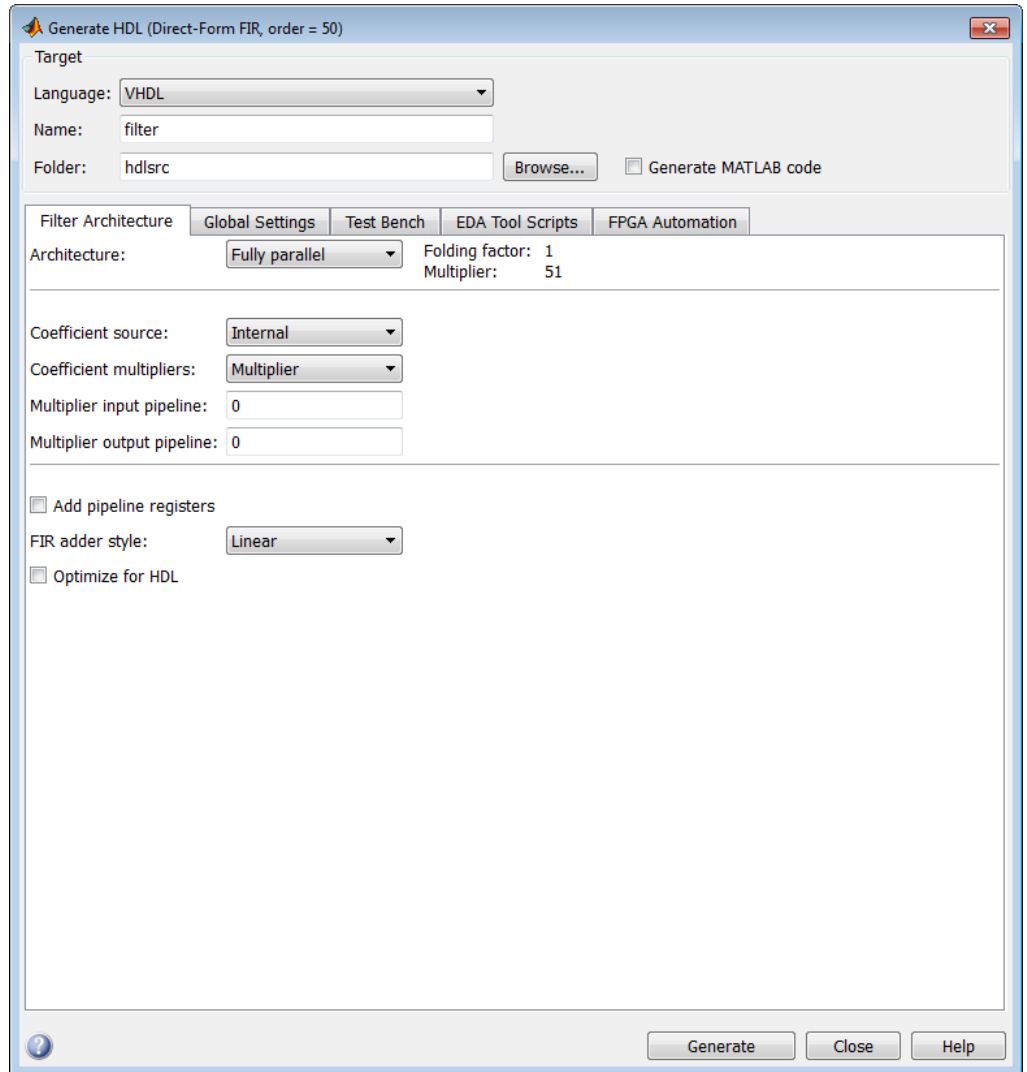 Generate HDL (Direct-Form FIR, order = 50)
Target
Language: VHDL
Name: filter
Folder: hdlsrc Browse... Generate MATLAB code
Filter Architecture Global Settings Test Bench EDA Tool Scripts FPGA Automation
Architecture: Fully parallel Folding factor: 1
Multiplier: 51
Coefficient source: Internal
Coefficient multipliers: Multiplier
Multiplier input pipeline: 0
Multiplier output pipeline: 0
Add pipeline registers
FIR adder style: Linear
Optimize for HDL
? Generate Close Help